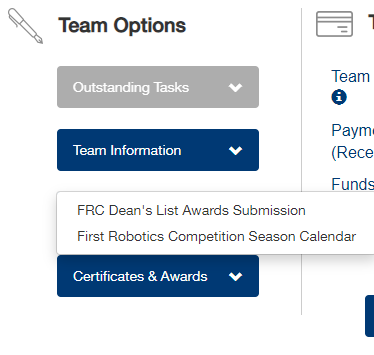 Team Options
Outstanding Tasks
Team Information
FRC Dean's List Awards Submission
First Robotics Competition Season Calendar
Certificates & Awards
Team
Payme
(Rece
Funds